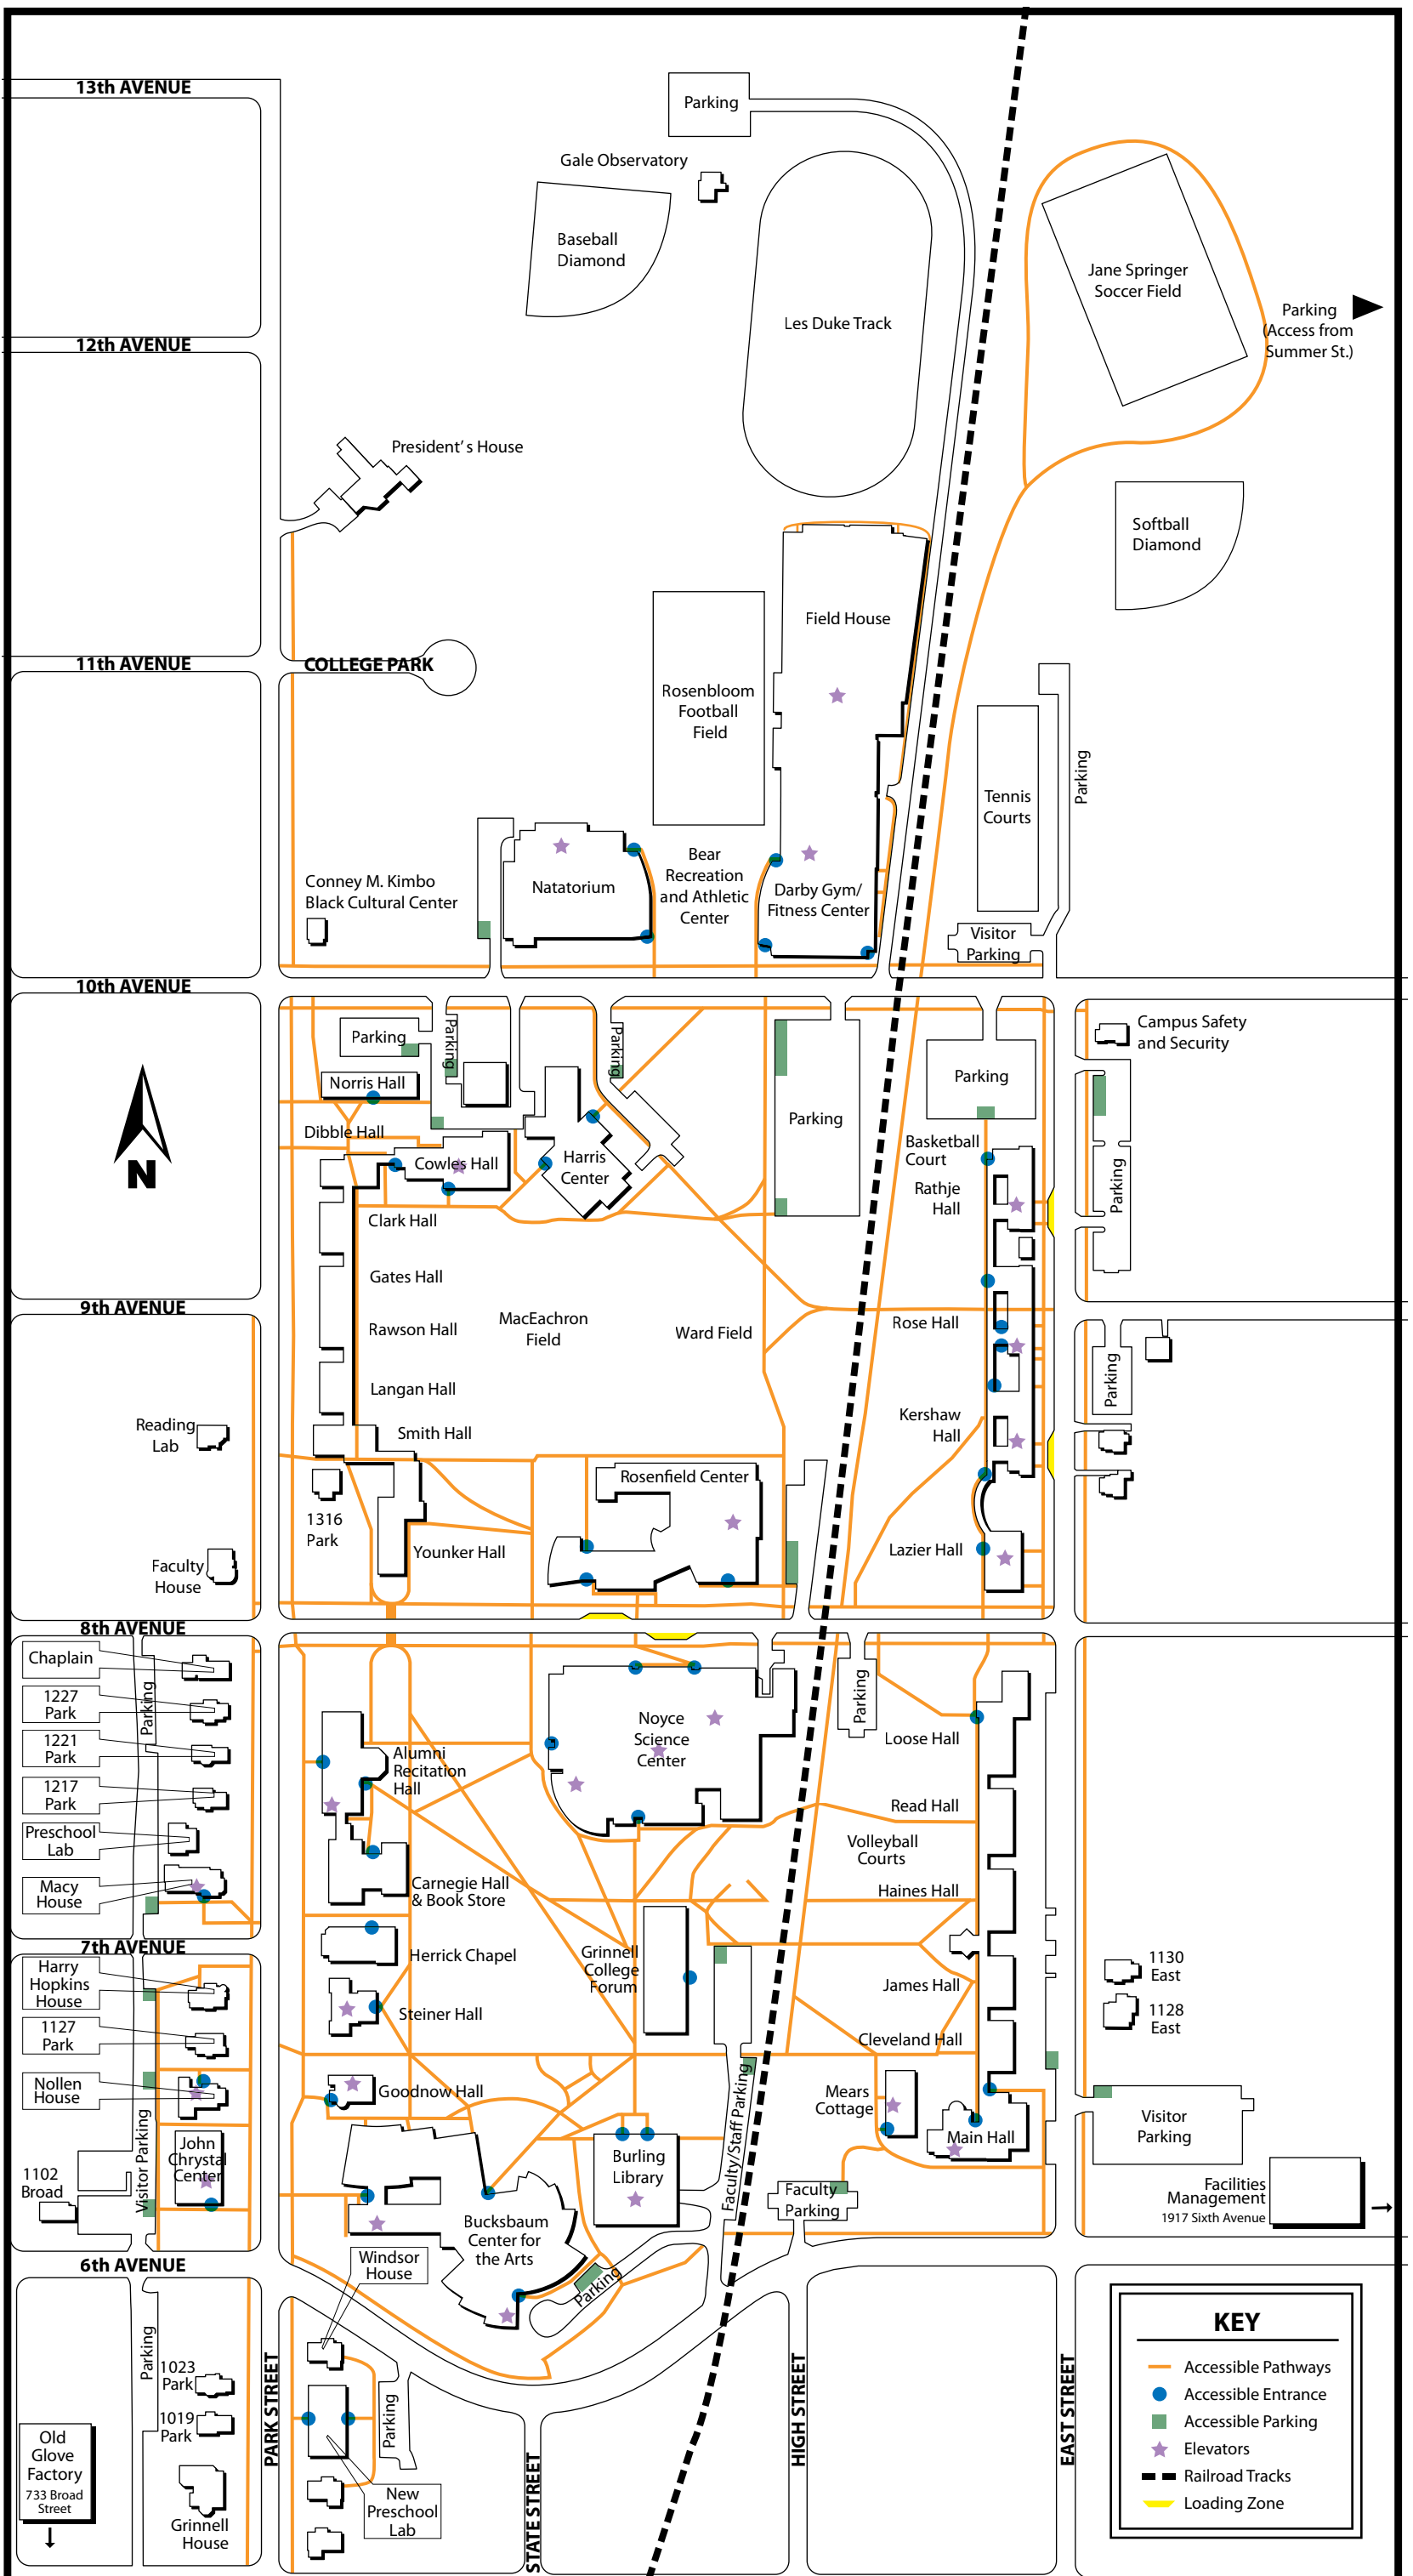 13th AVENUE
Parking
Gale Observatory
Baseball
Diamond
Jane Springer
Soccer Field
Les Duke Track
Parking
(Access from
Summer St.)
12th AVENUE
President's House
Softball
Diamond
Field House
11th AVENUE
COLLEGE PARK
Rosenbloom
Football
Field
Parking
Tennis
Courts
Bear
Recreation
and Athletic
Center
Conney M. Kimbo
Black Cultural Center
Natatorium
Darby Gym/
Fitness Center
Visitor
Parking
10th AVENUE
Campus Safety
and Security
Parking
Parking
Parking
Norris Hall
Parking
Parking
Dibble Hall
Basketball
Court
Cowles Hall
Harris
Center
Parking
Rathje
Hall
N
Clark Hall
Gates Hall
9th AVENUE
MacEachron
Field
Ward Field
Rawson Hall
Rose Hall
Parking
Langan Hall
Reading
Lab
Smith Hall
Kershaw
Hall
Rosenfield Center
1316
Park
Younker Hall
Lazier Hall
Faculty
House
8th AVENUE
Chaplain
1227
Park
Parking
1221
Park
1217
Park
Preschool
Lab
Macy
House
Noyce
Science
Center
Parking
Loose Hall
Alumni
Recitation
Hall
Read Hall
Volleyball
Courts
Carnegie Hall
& Book Store
Haines Hall
7th AVENUE
Herrick Chapel
Grinnell
College
Forum
Harry
Hopkins
House
1130
East
James Hall
Steiner Hall
1128
East
1127
Park
Cleveland Hall
Nollen
House
Goodnow Hall
Faculty/Staff Parking
Mears
Cottage
Main Hall
Visitor
Parking
Visitor Parking
John
Chrystal
Center
1102
Broad
Burling
Library
Faculty
Parking
Facilities
Management
1917 Sixth Avenue
Bucksbaum
Center for
the Arts
6th AVENUE
Windsor
House
Parking
Parking
1023
Park
1019
Park
PARK STREET
Parking
HIGH STREET
EAST STREET
Old
Glove
Factory
733 Broad
Street
Grinnell
House
New
Preschool
Lab
STATE STREET
KEY
Accessible Pathways
Accessible Entrance
Accessible Parking
Elevators
Railroad Tracks
Loading Zone